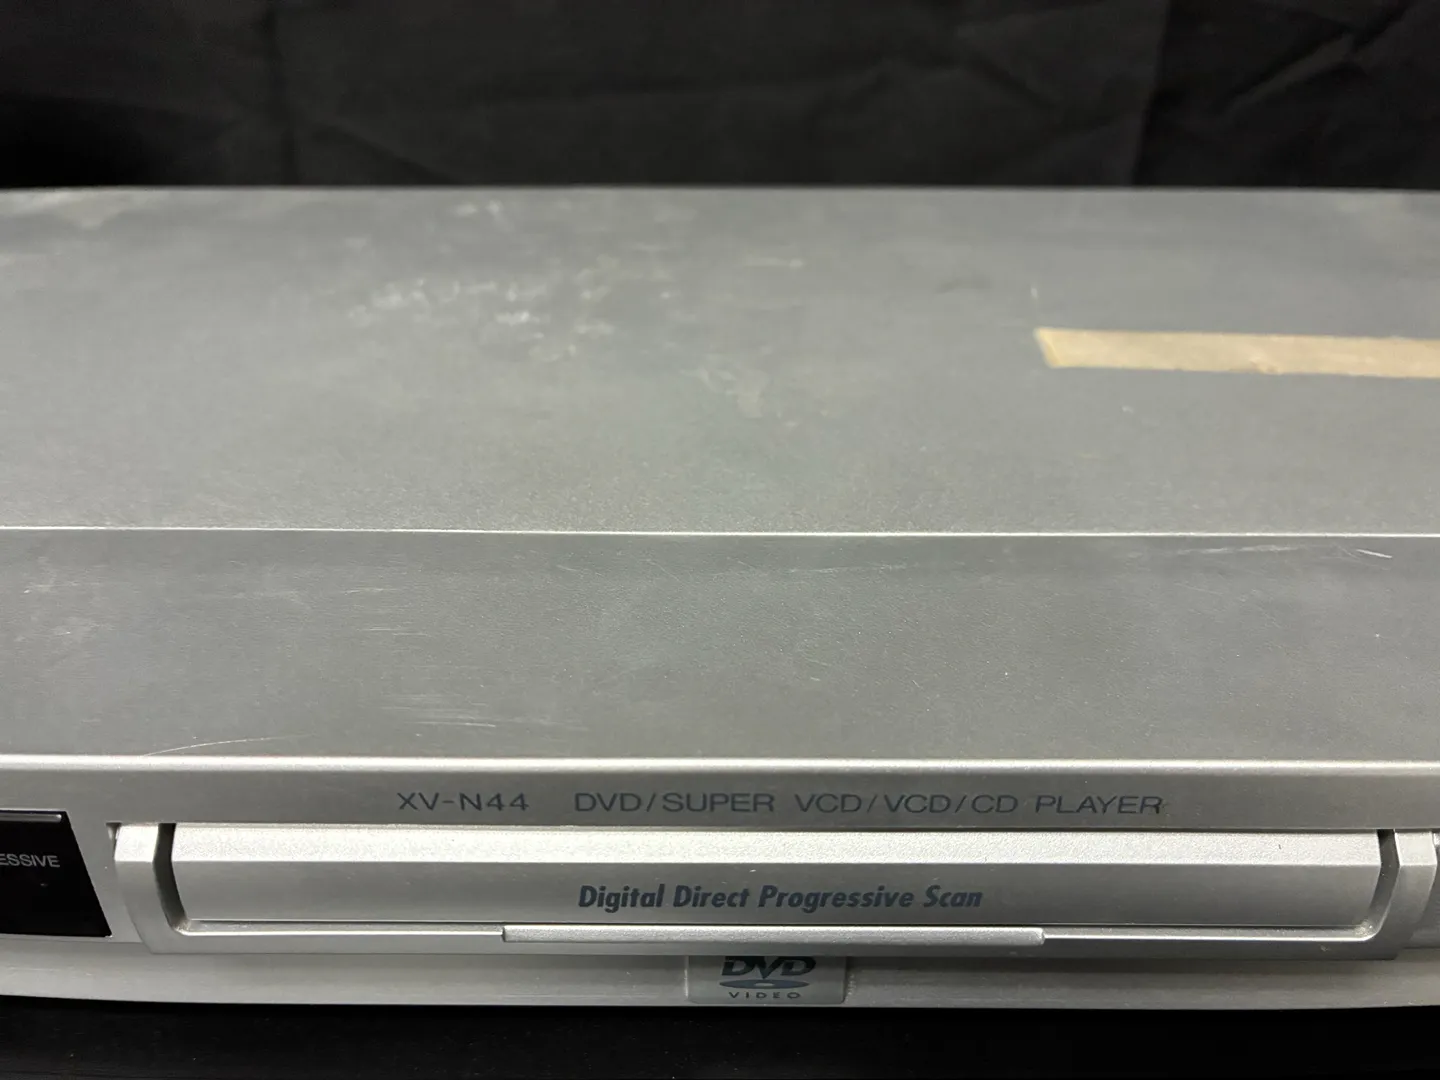 XV-N44 DVD/SUPER VCD/VCD/CD PLAYER
ESSIVE
Digital Direct Progressive Scan
DVD
VIDEO